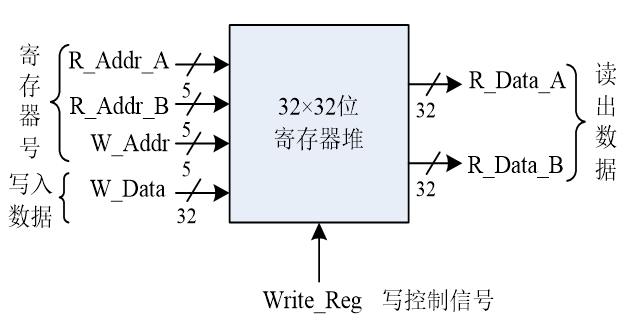 寄存器号
R_Addr_A
5
R_Addr_B
5
W_Addr
5
写入
数据
W_Data
32
32×32位
寄存器堆
R_Data_A
32
R_Data_B
32
读出数据
Write_Reg 写控制信号